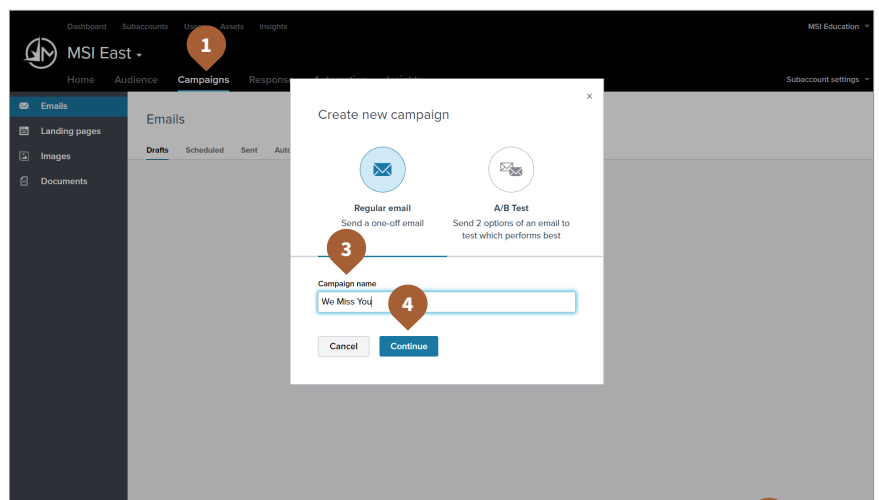 Dashboard Subaccounts Users Assets Insights MSI Education
MSI East
1
Home Audience Campaigns Response Subaccount settings
Emails
Landing pages
Images
Documents
Emails
Drafts Scheduled Sent Auto
×
Create new campaign
Regular email
Send a one-off email
A/B Test
Send 2 options of an email to
test which performs best
3
Campaign name
We Miss You
4
Cancel Continue